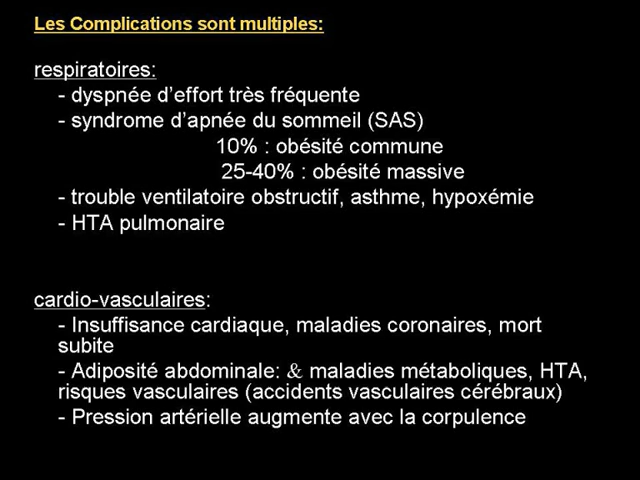 Les Complications sont multiples:
respiratoires:
- dyspnée d'effort très fréquente
- syndrome d'apnée du sommeil (SAS)
10% : obésité commune
25-40% : obésité massive
- trouble ventilatoire obstructif, asthme, hypoxémie
- HTA pulmonaire
cardio-vasculaires:
- Insuffisance cardiaque, maladies coronaires, mort
subite
- Adiposité abdominale: & maladies métaboliques, HTA,
risques vasculaires (accidents vasculaires cérébraux)
- Pression artérielle augmente avec la corpulence